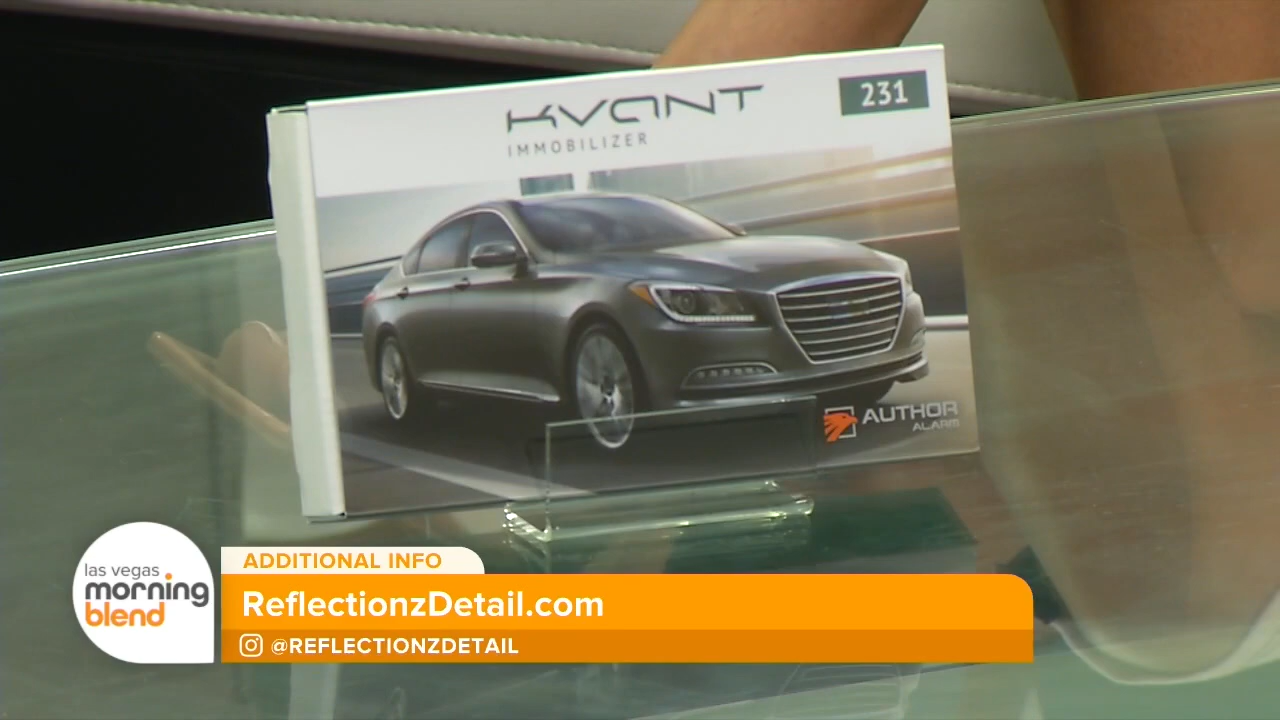 KVANT
231
IMMOBILIZER
AUTHOR
ALARM
las vegas
morning
blend
ADDITIONAL INFO
ReflectionzDetail.com
@REFLECTIONZDETAIL